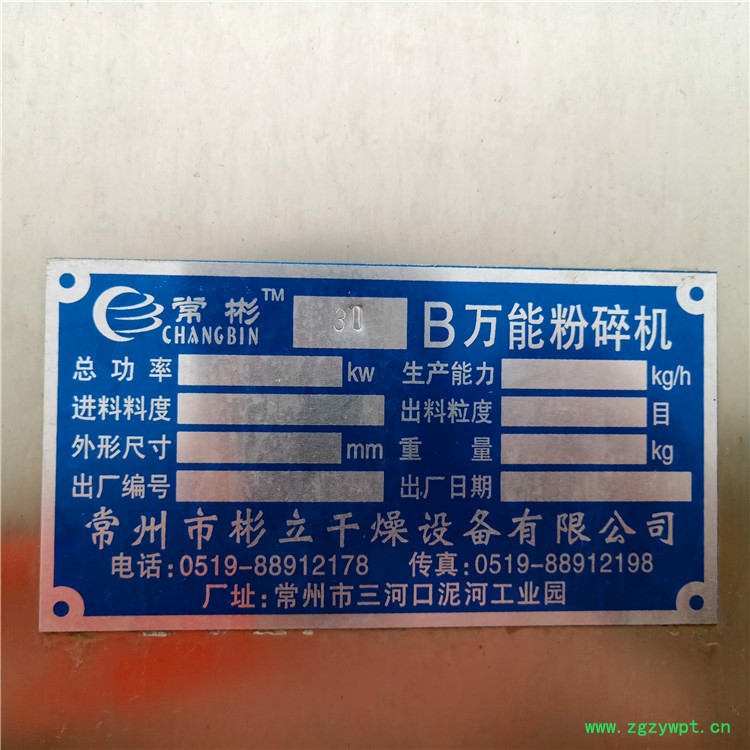 常彬™ 30 B万能粉碎机
CHANGBIN
总功率 kw 生产能力 kg/h
进料料度 出料粒度 目
外形尺寸 mm 重量 kg
出厂编号 出厂日期
常州市彬立干燥设备有限公司
电话:0519-88912178 传真:0519-88912198
厂址:常州市三河口泥河工业园
www.zgzywpt.cn